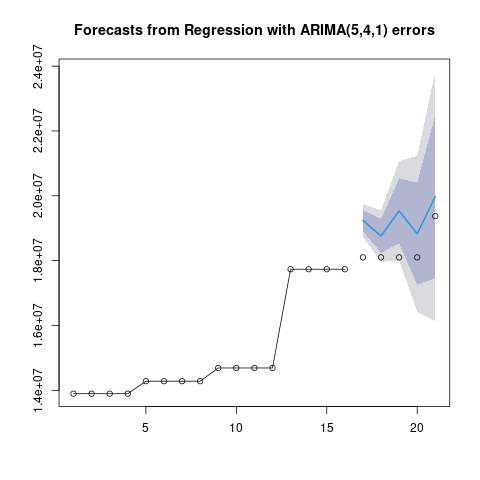 Forecasts from Regression with ARIMA(5,4,1) errors
2.4e+07
2.2e+07
2.0e+07
1.8e+07
1.6e+07
1.4e+07
5
10
15
20